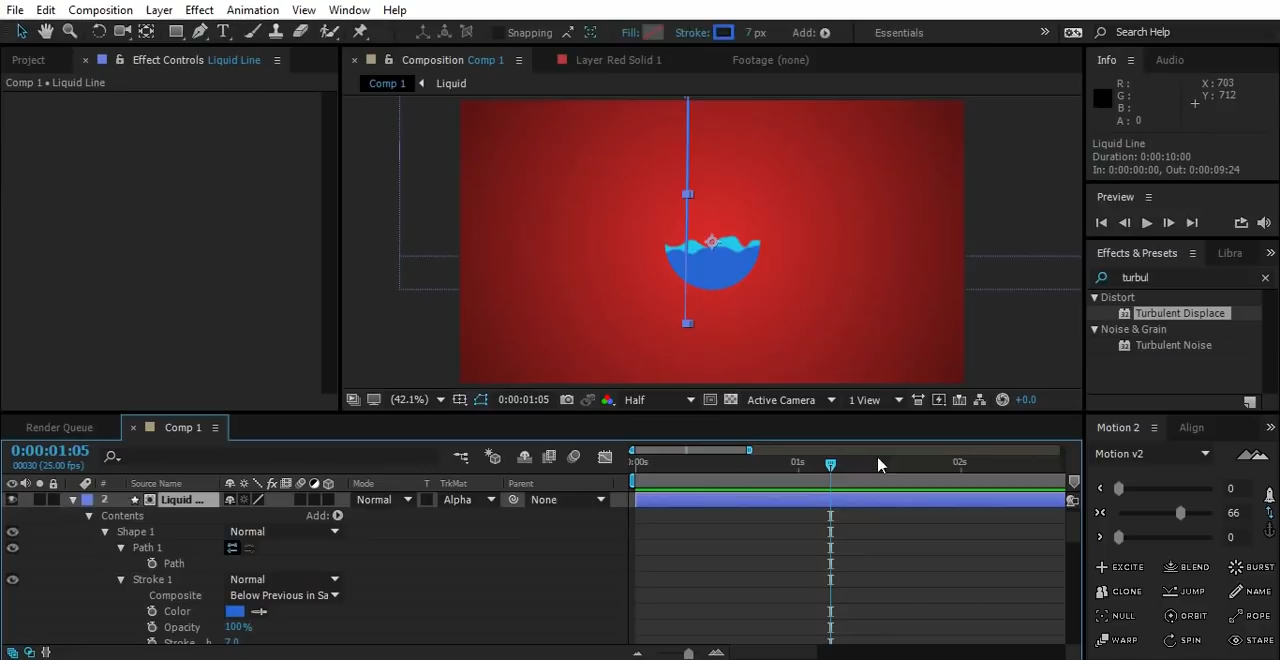 File Edit Composition Layer Effect Animation View Window Help
Snapping Fill: Stroke: 7 px Add: Essentials » Search Help
Project × Effect Controls Liquid Line
× Composition Comp 1 Layer Red Solid 1 Footage (none)
Info Audio
Comp 1 • Liquid Line
Comp 1 Liquid
R : X : 703
G : Y : 712
B :
A : 0
Liquid Line
Duration: 0:00:10:00
In: 0:00:00:00, Out: 0:00:09:24
Preview
Effects & Presets Libra »
turbul ×
Distort
Turbulent Displace
Noise & Grain
Turbulent Noise
(42.1%) 0:00:01:05 Half Active Camera 1 View +0.0
Render Queue × Comp 1
Motion 2 Align »
0:00:01:05
00030 (25.00 fps)
:00s 01s 02s
Motion v2
# Source Name Mode T TrkMat Parent
2 Liquid ... Normal Alpha None
Contents Add:
Shape 1 Normal
Path 1
Path
Stroke 1 Normal
Composite Below Previous in Sa
Color
Opacity 100%
7.0
0
66
0
EXCITE BLEND BURST
CLONE JUMP NAME
NULL ORBIT ROPE
WARP SPIN STARE